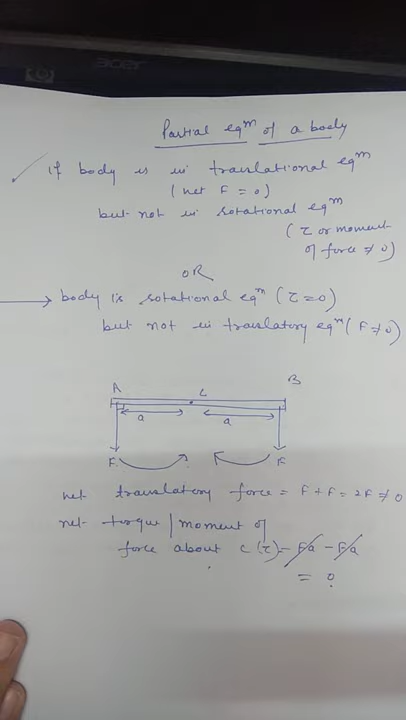 acer
Partial eqm of a body
if body is in translational eqm
(net F = 0)
but not in rotational eqm
(τ or moment
of force ≠ 0)
OR
→ body is rotational eqm (τ = 0)
but not in translatory eqm (F ≠ 0)
A C B
a a
F F
net translatory force = F + F = 2F ≠ 0
net torque / moment of
force about C (τ) = Fa - Fa
= 0